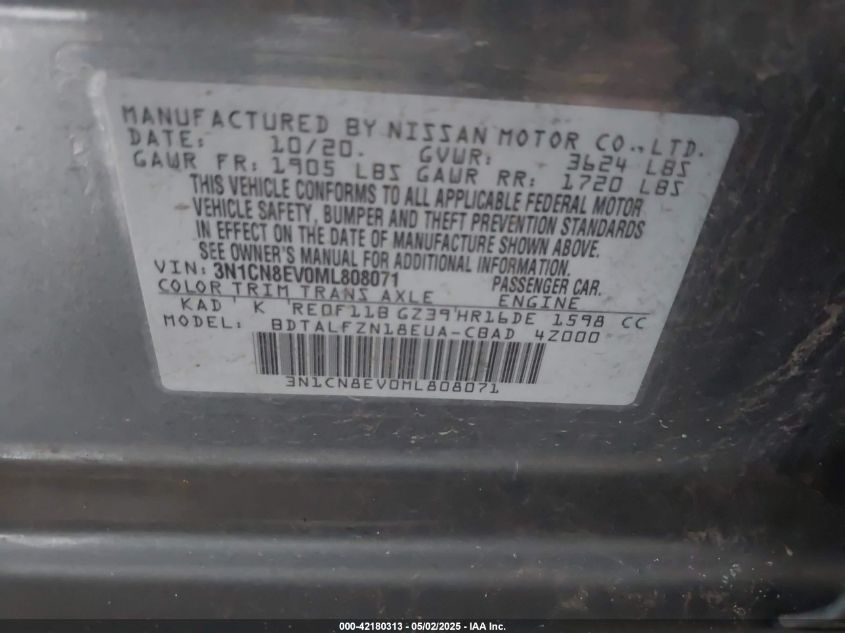 MANUFACTURED BY NISSAN MOTOR CO., LTD.
DATE: 10/20. GVWR: 3624 LBS
GAWR FR: 1905 LBS GAWR RR: 1720 LBS
THIS VEHICLE CONFORMS TO ALL APPLICABLE FEDERAL MOTOR
VEHICLE SAFETY, BUMPER AND THEFT PREVENTION STANDARDS
IN EFFECT ON THE DATE OF MANUFACTURE SHOWN ABOVE.
SEE OWNER'S MANUAL FOR ADDITIONAL INFORMATION.
VIN: 3N1CN8EV0ML808071 PASSENGER CAR.
COLOR TRIM TRANS AXLE ENGINE
KAD ' K ' RE0F11B GZ39'HR16DE 1598 CC
MODEL: BDTALFZN18EUA-CBAD 4Z000
3N1CN8EV0ML808071
000-42180313 - 05/02/2025 - IAA Inc.